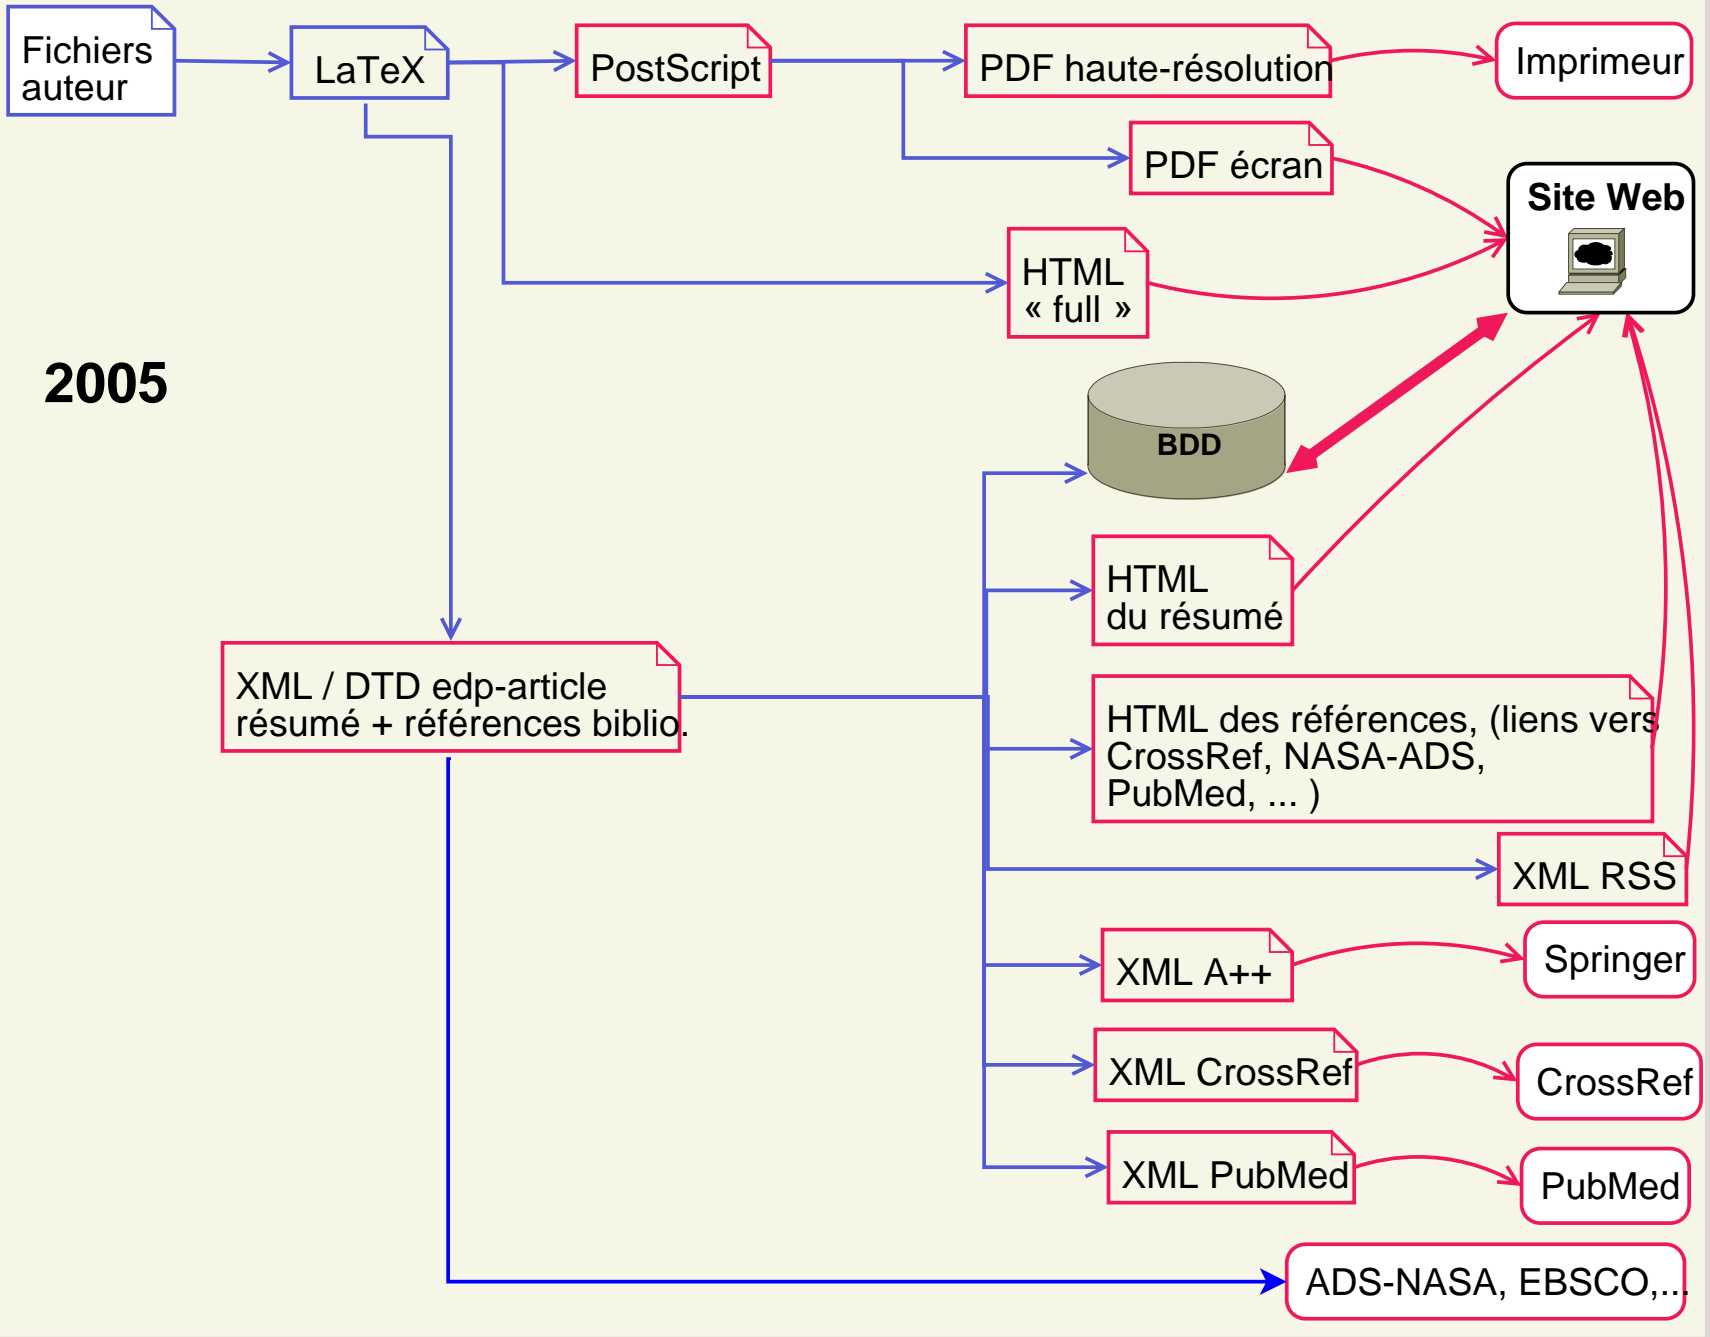 Fichiers
auteur
LaTeX
PostScript
PDF haute-résolution
Imprimeur
PDF écran
Site Web
HTML
« full »
2005
BDD
HTML
du résumé
XML / DTD edp-article
résumé + références biblio.
HTML des références, (liens vers
CrossRef, NASA-ADS,
PubMed, ... )
XML RSS
XML A++
Springer
XML CrossRef
CrossRef
XML PubMed
PubMed
ADS-NASA, EBSCO,...